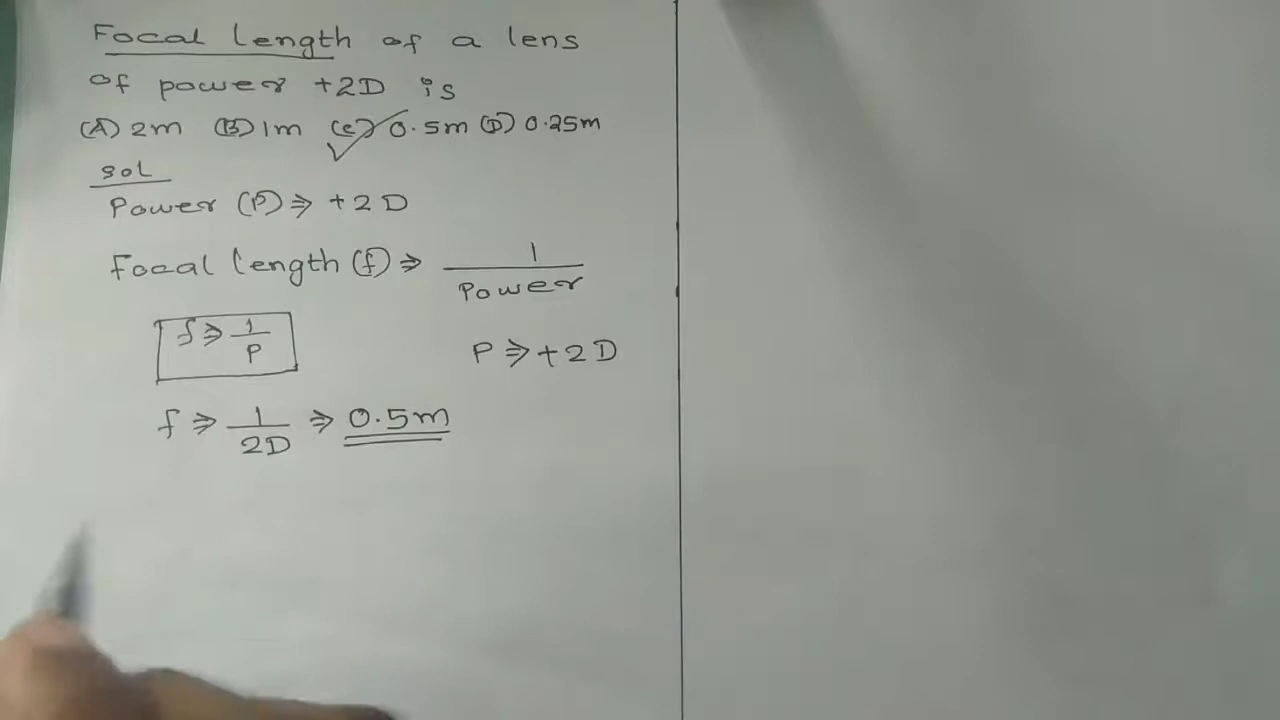 Focal length of a lens
of power +2D is
(A) 2m (B) 1m (C) 0.5m (D) 0.25m
sol
Power (P) ⇒ +2D
Focal length (f) ⇒ 1/Power
f ⇒ 1/P
P ⇒ +2D
f ⇒ 1/2D ⇒ 0.5m